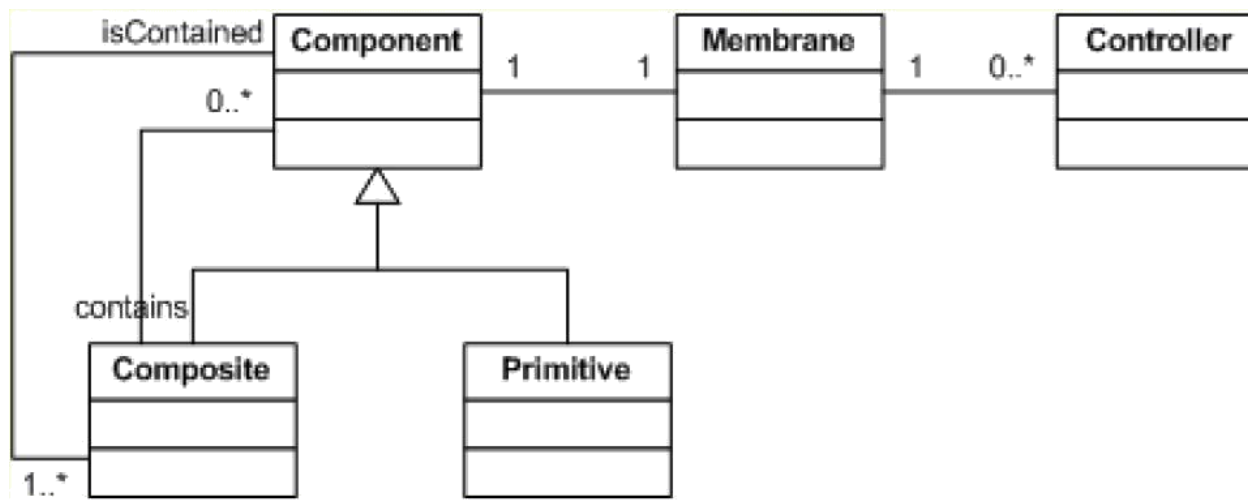 isContained
Component
Membrane
Controller
1
1
1
0..*
0..*
contains
Composite
Primitive
1..*